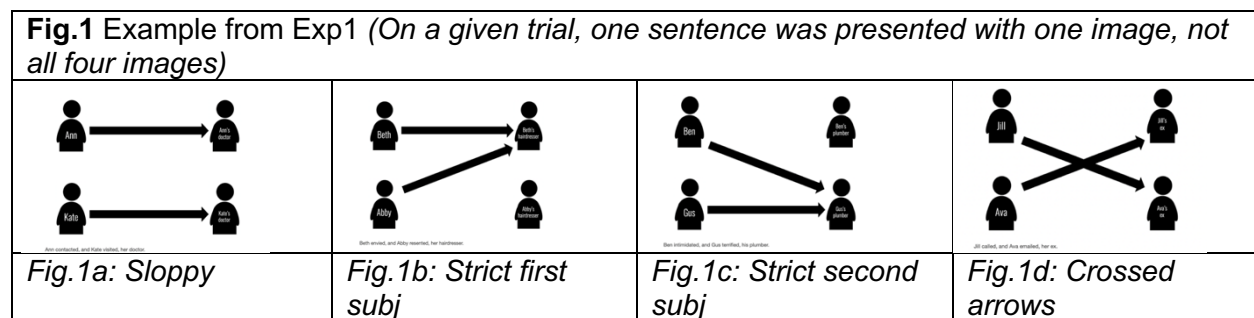 Fig.1 Example from Exp1 (On a given trial, one sentence was presented with one image, not
all four images)
Ann
Ann's
doctor
Kate
Kate's
doctor
Ann contacted, and Kate visited, her doctor.
Beth
Beth's
hairdresser
Abby
Abby's
hairdresser
Beth envied, and Abby resented, her hairdresser.
Ben
Ben's
plumber
Gus
Gus's
plumber
Ben intimidated, and Gus terrified, his plumber.
Jill
Jill's
ex
Ava
Ava's
ex
Jill called, and Ava emailed, her ex.
Fig.1a: Sloppy
Fig.1b: Strict first
subj
Fig.1c: Strict second
subj
Fig.1d: Crossed
arrows